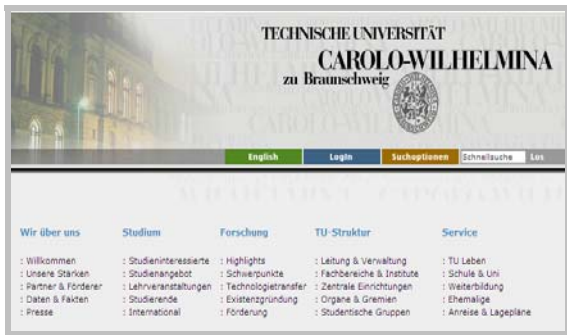 TECHNISCHE UNIVERSITÄT
CAROLO-WILHELMINA
zu Braunschweig
English LogIn Suchoptionen Schnellsuche Los
Wir über uns Studium Forschung TU-Struktur Service
: Willkommen : Studieninteressierte : Highlights : Leitung & Verwaltung : TU Leben
: Unsere Stärken : Studienangebot : Schwerpunkte : Fachbereiche & Institute : Schule & Uni
: Partner & Förderer : Lehrveranstaltungen : Technologietransfer : Zentrale Einrichtungen : Weiterbildung
: Daten & Fakten : Studierende : Existenzgründung : Organe & Gremien : Ehemalige
: Presse : International : Förderung : Studentische Gruppen : Anreise & Lagepläne